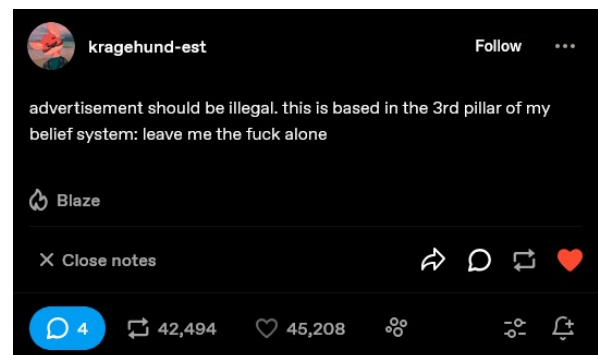 kragehund-est
Follow
advertisement should be illegal. this is based in the 3rd pillar of my
belief system: leave me the fuck alone
Blaze
Close notes
4
42,494
45,208